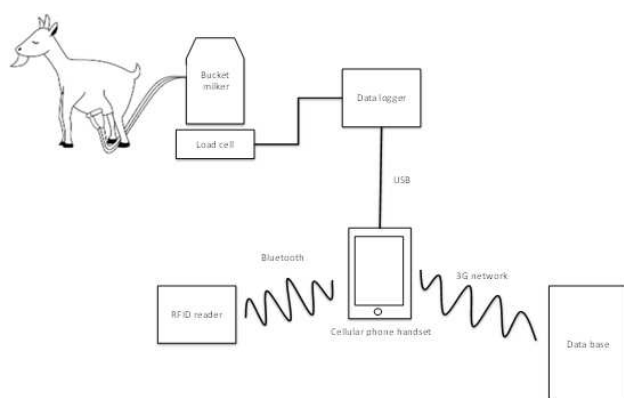 Bucket
milker
Data logger
Load cell
USB
Bluetooth
3G network
RFID reader
Cellular phone handset
Data base